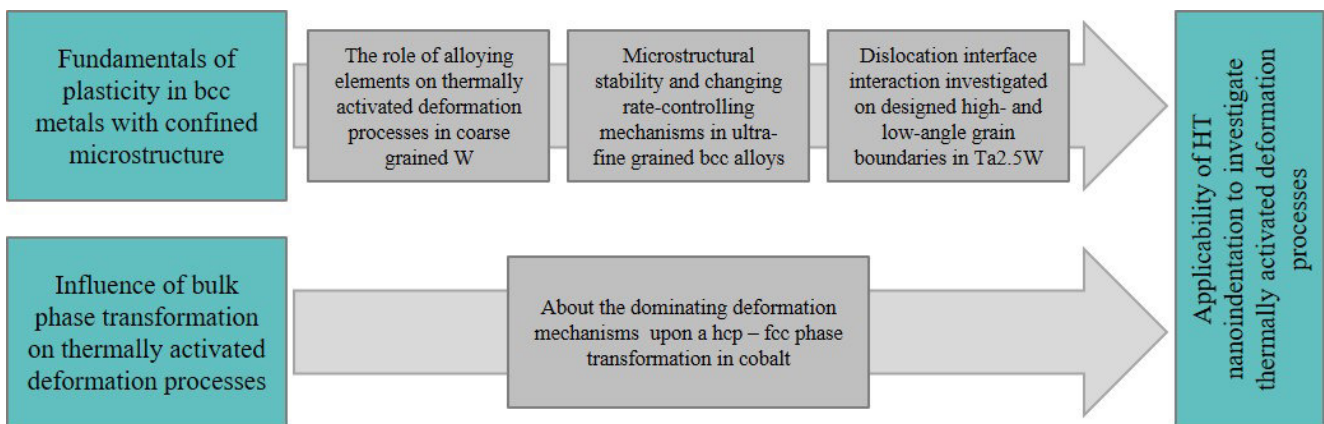 Fundamentals of
plasticity in bcc
metals with confined
microstructure
The role of alloying
elements on thermally
activated deformation
processes in coarse
grained W
Microstructural
stability and changing
rate-controlling
mechanisms in ultra-
fine grained bcc alloys
Dislocation interface
interaction investigated
on designed high- and
low-angle grain
boundaries in Ta2.5W
Influence of bulk
phase transformation
on thermally activated
deformation processes
About the dominating deformation
mechanisms upon a hcp – fcc phase
transformation in cobalt
Applicability of HT
nanoindentation to investigate
thermally activated deformation
processes